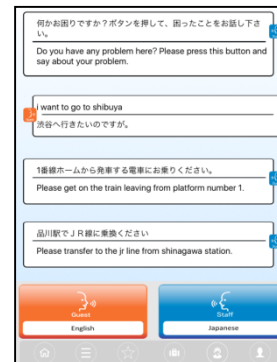 何かお困りですか？ボタンを押して、困ったことをお話し下さ
い。
Do you have any problem here? Please press this button and
say about your problem.
i want to go to shibuya
渋谷へ行きたいのですが。
1番線ホームから発車する電車にお乗りください。
Please get on the train leaving from platform number 1.
品川駅でＪＲ線に乗換ください
Please transfer to the jr line from shinagawa station.
Guest
Staff
English
Japanese